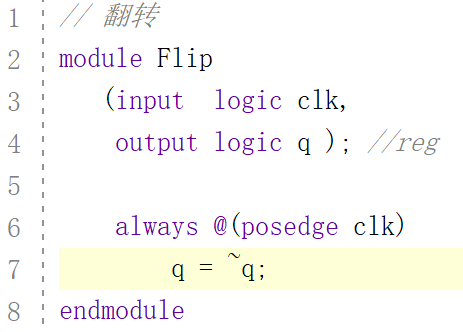 1 // 翻转
2 module Flip
3 (input logic clk,
4 output logic q ); //reg
5
6 always @(posedge clk)
7 q = ~q;
8 endmodule